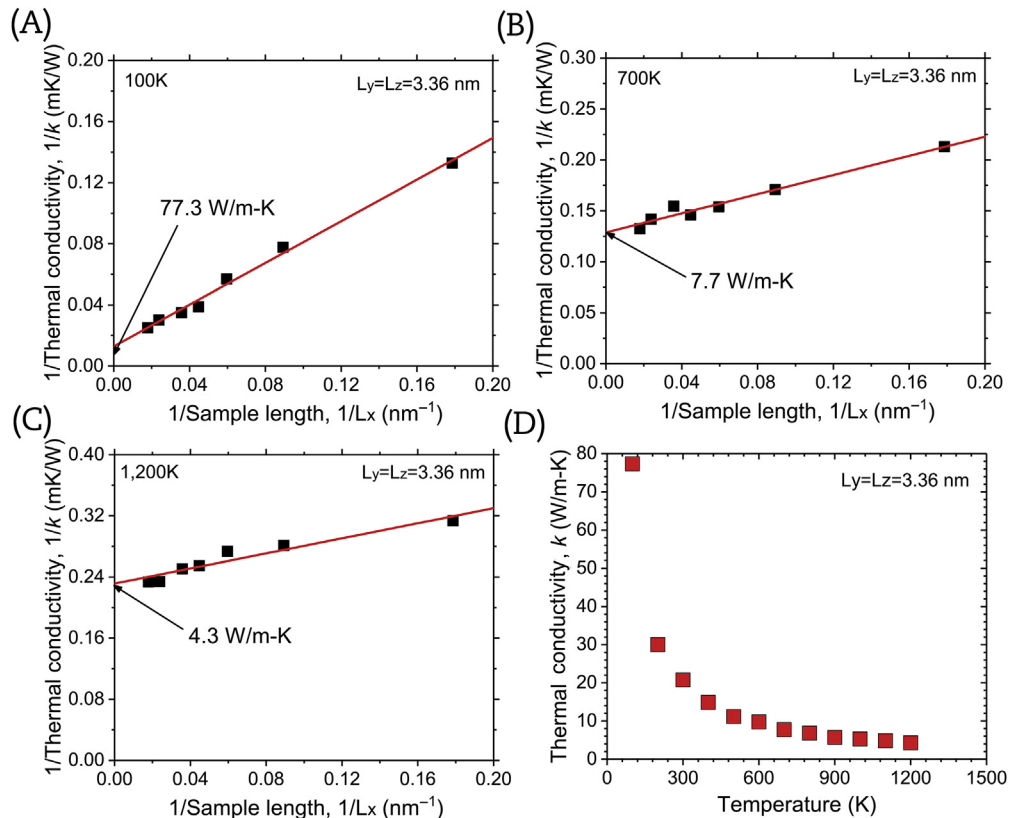 (A)
1/Thermal conductivity, 1/k (mK/W)
0.20
0.16
0.12
0.08
0.04
0.00
100K
Ly=Lz=3.36 nm
77.3 W/m-K
0.00 0.04 0.08 0.12 0.16 0.20
1/Sample length, 1/Lx (nm−1)
(B)
1/Thermal conductivity, 1/k (mK/W)
0.30
0.25
0.20
0.15
0.10
0.05
0.00
700K
Ly=Lz=3.36 nm
7.7 W/m-K
0.00 0.04 0.08 0.12 0.16 0.20
1/Sample length, 1/Lx (nm−1)
(C)
1/Thermal conductivity, 1/k (mK/W)
0.40
0.32
0.24
0.16
0.08
0.00
1,200K
Ly=Lz=3.36 nm
4.3 W/m-K
0.00 0.04 0.08 0.12 0.16 0.20
1/Sample length, 1/Lx (nm−1)
(D)
Thermal conductivity, k (W/m-K)
80
70
60
50
40
30
20
10
0
Ly=Lz=3.36 nm
0 300 600 900 1200 1500
Temperature (K)